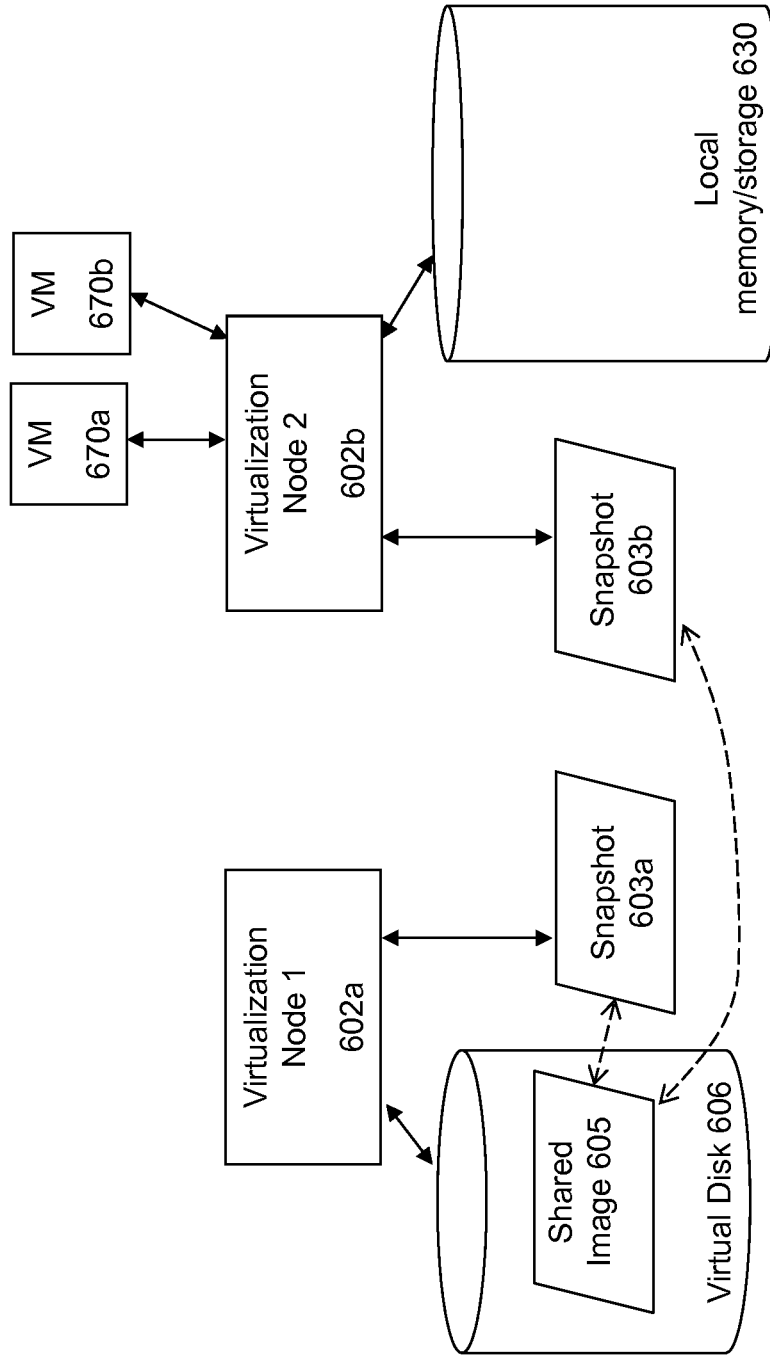 VM
670a
VM
670b
Virtualization
Node 1
602a
Virtualization
Node 2
602b
Shared
Image 605
Virtual Disk 606
Snapshot
603a
Snapshot
603b
Local
memory/storage 630